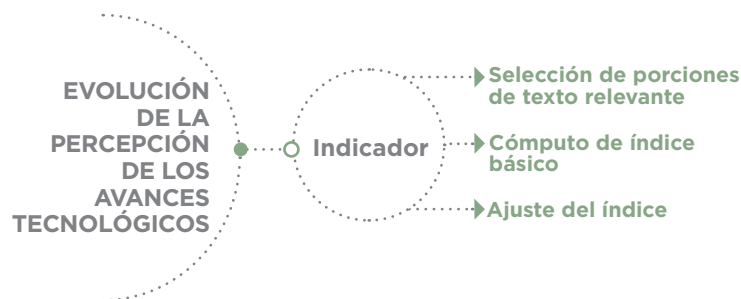 EVOLUCIÓN
DE LA
PERCEPCIÓN
DE LOS
AVANCES
TECNOLÓGICOS
Indicador
Selección de porciones
de texto relevante
Cómputo de índice
básico
Ajuste del índice